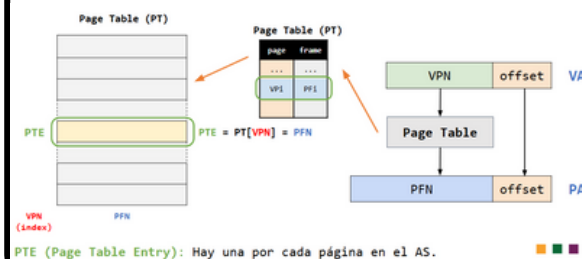 Page Table (PT)
Page Table (PT)
page frame
... ...
VP1 PF1
PTE
PTE = PT[VPN] = PFN
VPN offset VA
Page Table
PFN offset PA
VPN
(index)
PFN
PTE (Page Table Entry): Hay una por cada página en el AS.